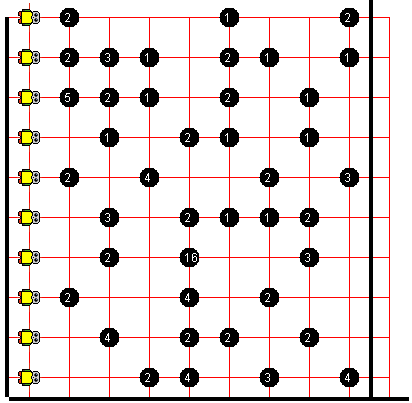 2 1 2
2 3 1 2 1 1
5 2 1 2 1
1 2 1 1
2 4 2 3
3 2 1 1 2
2 16 3
2 4 2
4 2 2 2
2 4 3 4